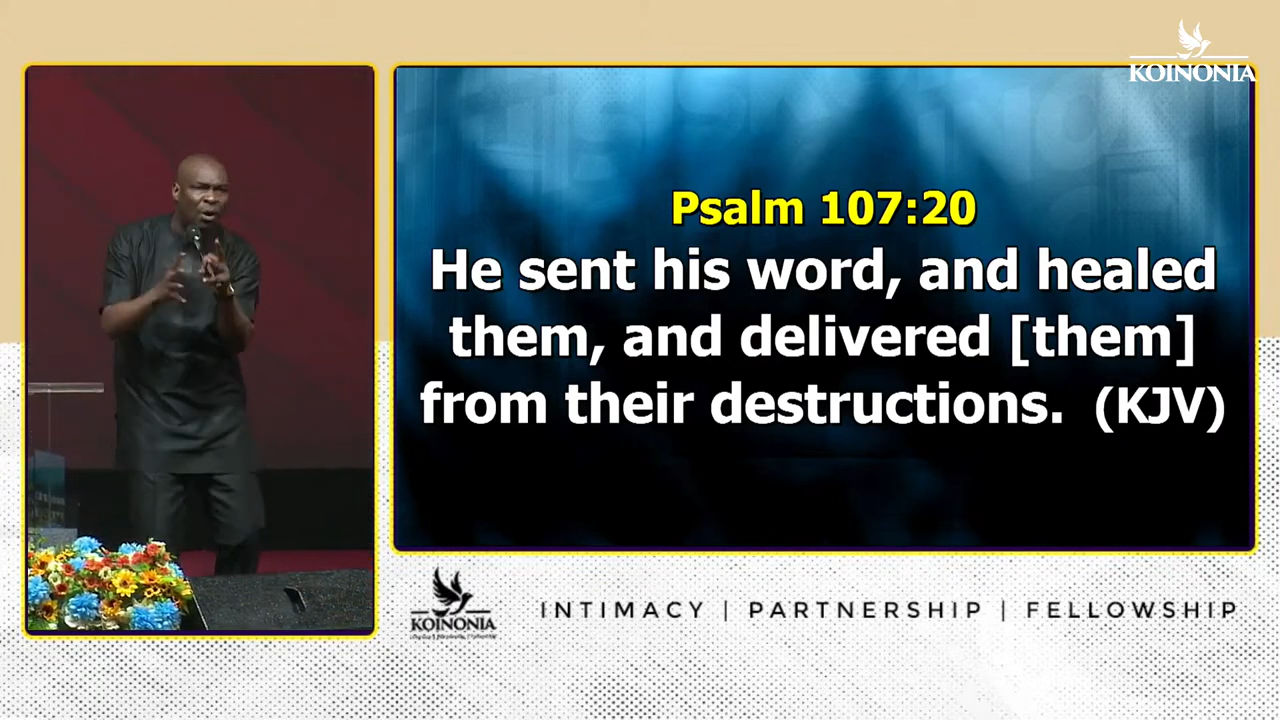 KOINONIA
Psalm 107:20
He sent his word, and healed
them, and delivered [them]
from their destructions. (KJV)
KOINONIA
INTIMACY | PARTNERSHIP | FELLOWSHIP